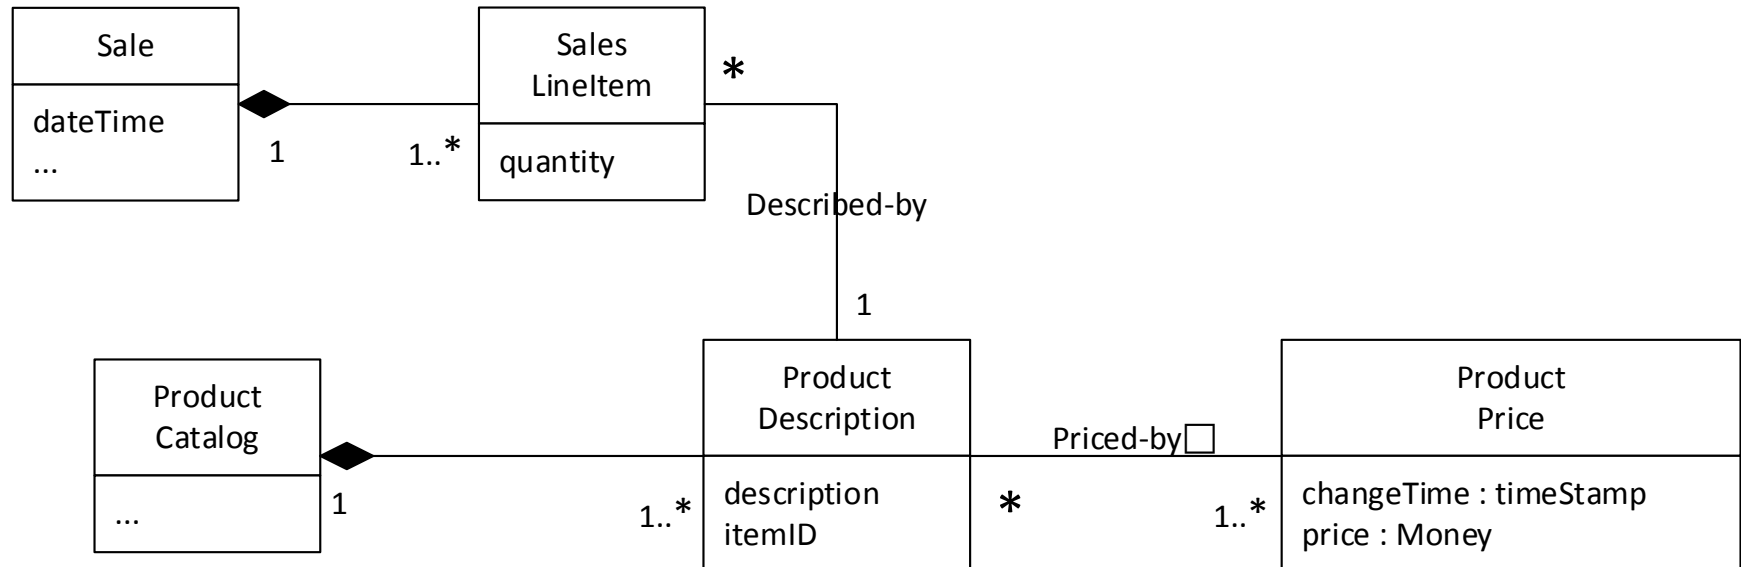 Sale
dateTime
...
1
1..*
Sales
LineItem
quantity
*
Described-by
1
Product
Catalog
...
1
1..*
Product
Description
description
itemID
Priced-by□
*
1..*
Product
Price
changeTime : timeStamp
price : Money